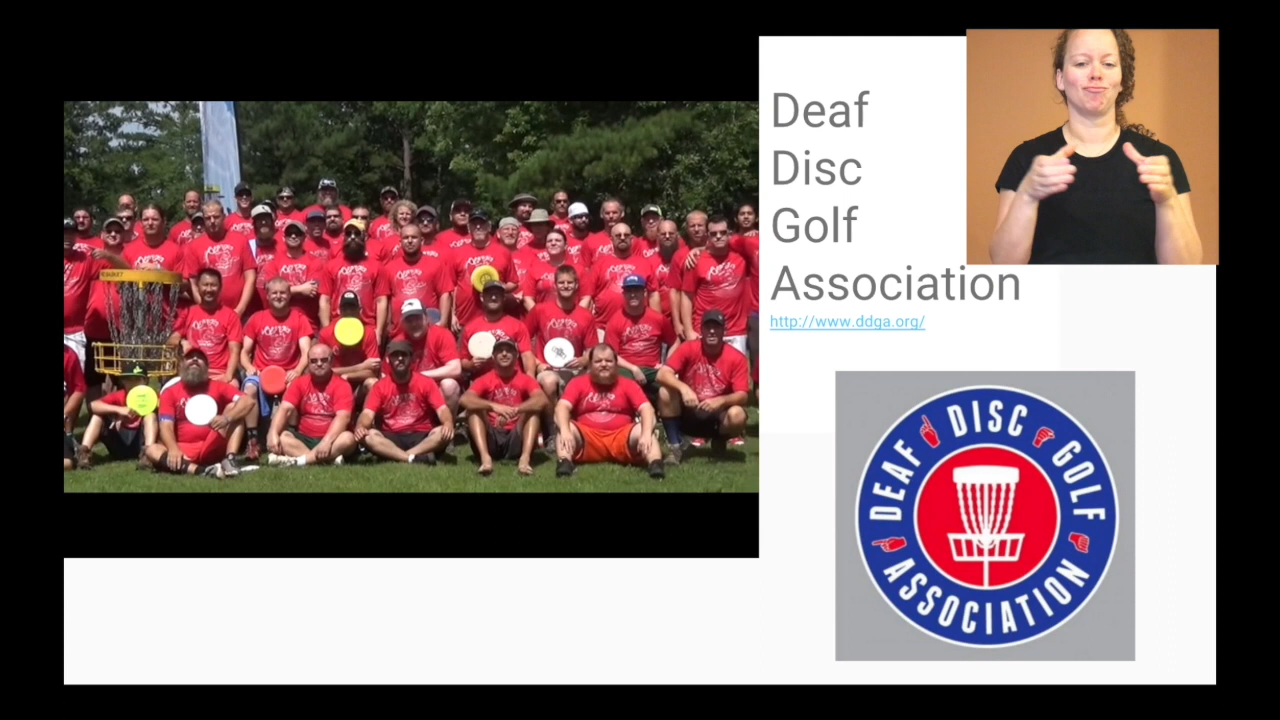 Deaf
Disc
Golf
Association
http://www.ddga.org/
DEAF DISC GOLF
ASSOCIATION